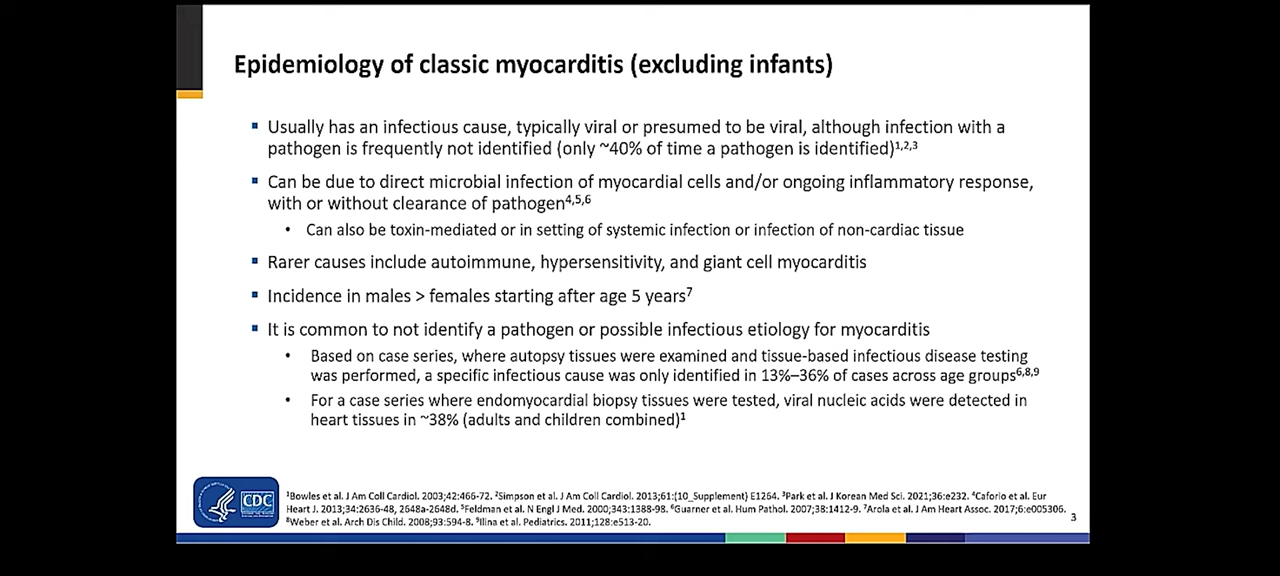 Epidemiology of classic myocarditis (excluding infants)
▪ Usually has an infectious cause, typically viral or presumed to be viral, although infection with a
pathogen is frequently not identified (only ~40% of time a pathogen is identified)1,2,3
▪ Can be due to direct microbial infection of myocardial cells and/or ongoing inflammatory response,
with or without clearance of pathogen4,5,6
• Can also be toxin-mediated or in setting of systemic infection or infection of non-cardiac tissue
▪ Rarer causes include autoimmune, hypersensitivity, and giant cell myocarditis
▪ Incidence in males > females starting after age 5 years7
▪ It is common to not identify a pathogen or possible infectious etiology for myocarditis
• Based on case series, where autopsy tissues were examined and tissue-based infectious disease testing
was performed, a specific infectious cause was only identified in 13%–36% of cases across age groups6,8,9
• For a case series where endomyocardial biopsy tissues were tested, viral nucleic acids were detected in
heart tissues in ~38% (adults and children combined)1
CDC
1Bowles et al. J Am Coll Cardiol. 2003;42:466-72. 2Simpson et al. J Am Coll Cardiol. 2013;61:(10_Supplement) E1264. 3Park et al. J Korean Med Sci. 2021;36:e232. 4Caforio et al. Eur
Heart J. 2013;34:2636-48, 2648a-2648d. 5Feldman et al. N Engl J Med. 2000;343:1388-98. 6Guarner et al. Hum Pathol. 2007;38:1412-9. 7Arola et al. J Am Heart Assoc. 2017;6:e005306.
8Weber et al. Arch Dis Child. 2008;93:594-8. 9Ilina et al. Pediatrics. 2011;128:e513-20.
3